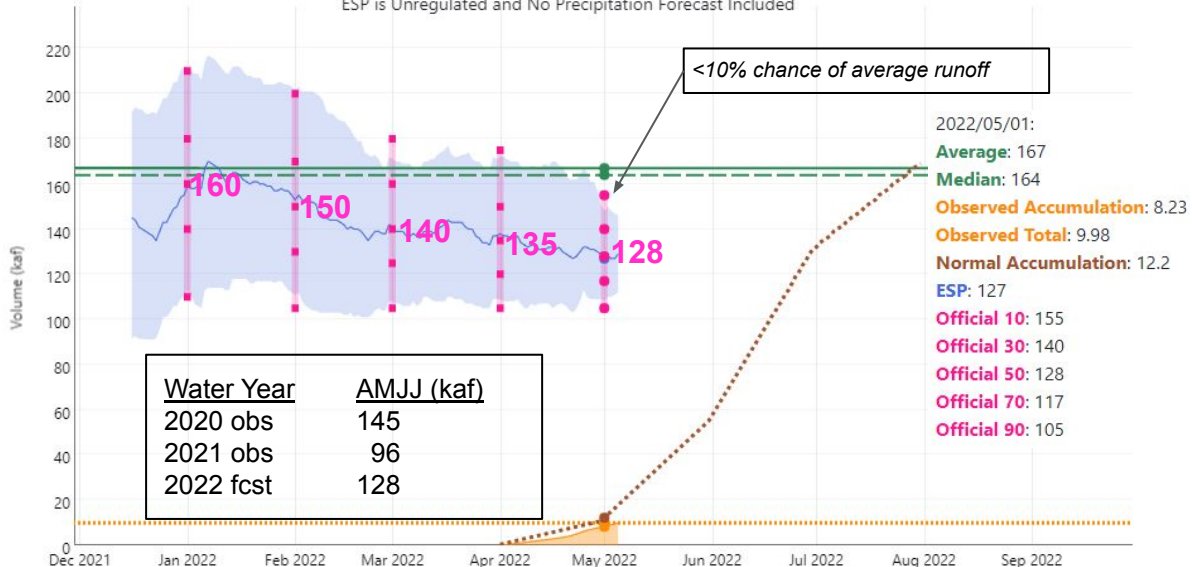 ESP is Unregulated and No Precipitation Forecast Included
Volume (kaf)
220
200
180
160
140
120
100
80
60
40
20
0
<10% chance of average runoff
160
150
140
135
128
2022/05/01:
Average: 167
Median: 164
Observed Accumulation: 8.23
Observed Total: 9.98
Normal Accumulation: 12.2
ESP: 127
Official 10: 155
Official 30: 140
Official 50: 128
Official 70: 117
Official 90: 105
Water Year AMJJ (kaf)
2020 obs 145
2021 obs 96
2022 fcst 128
Dec 2021 Jan 2022 Feb 2022 Mar 2022 Apr 2022 May 2022 Jun 2022 Jul 2022 Aug 2022 Sep 2022